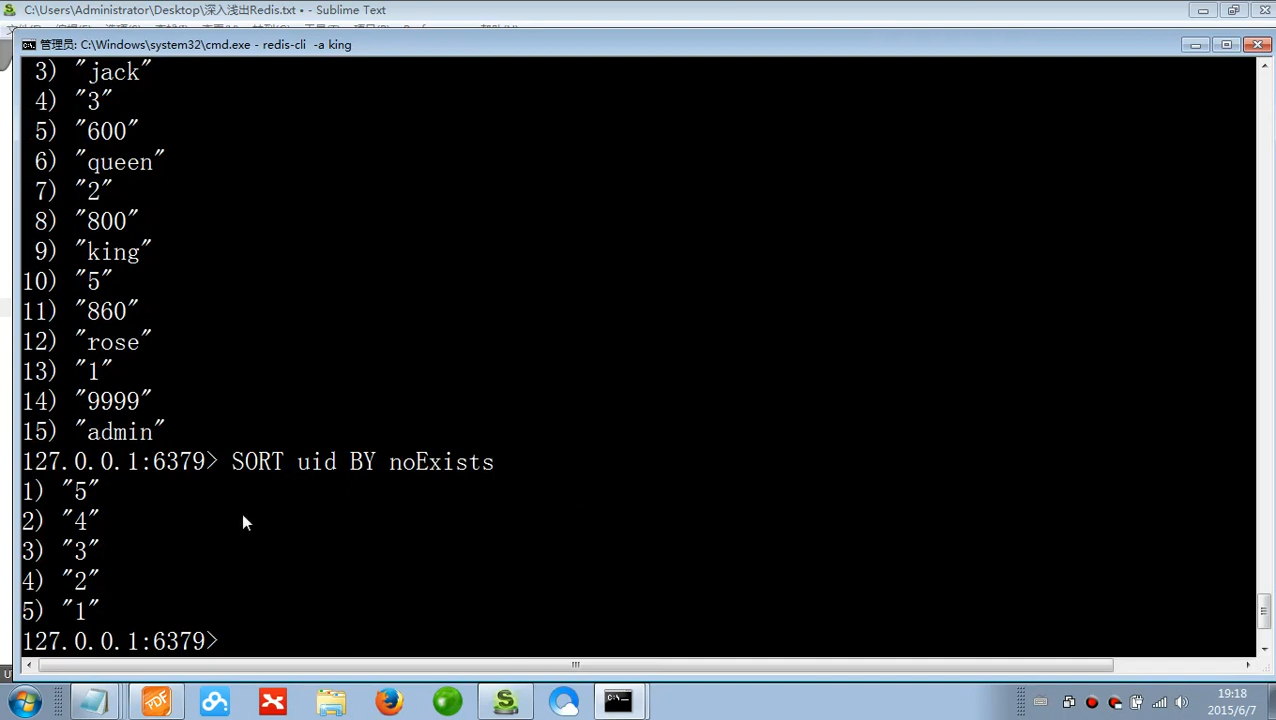 C:\Users\Administrator\Desktop\深入浅出Redis.txt • - Sublime Text
管理员: C:\Windows\system32\cmd.exe - redis-cli  -a king
3) "jack"
4) "3"
5) "600"
6) "queen"
7) "2"
8) "800"
9) "king"
10) "5"
11) "860"
12) "rose"
13) "1"
14) "9999"
15) "admin"
127.0.0.1:6379> SORT uid BY noExists
1) "5"
2) "4"
3) "3"
4) "2"
5) "1"
127.0.0.1:6379>
PDF
19:18
2015/6/7